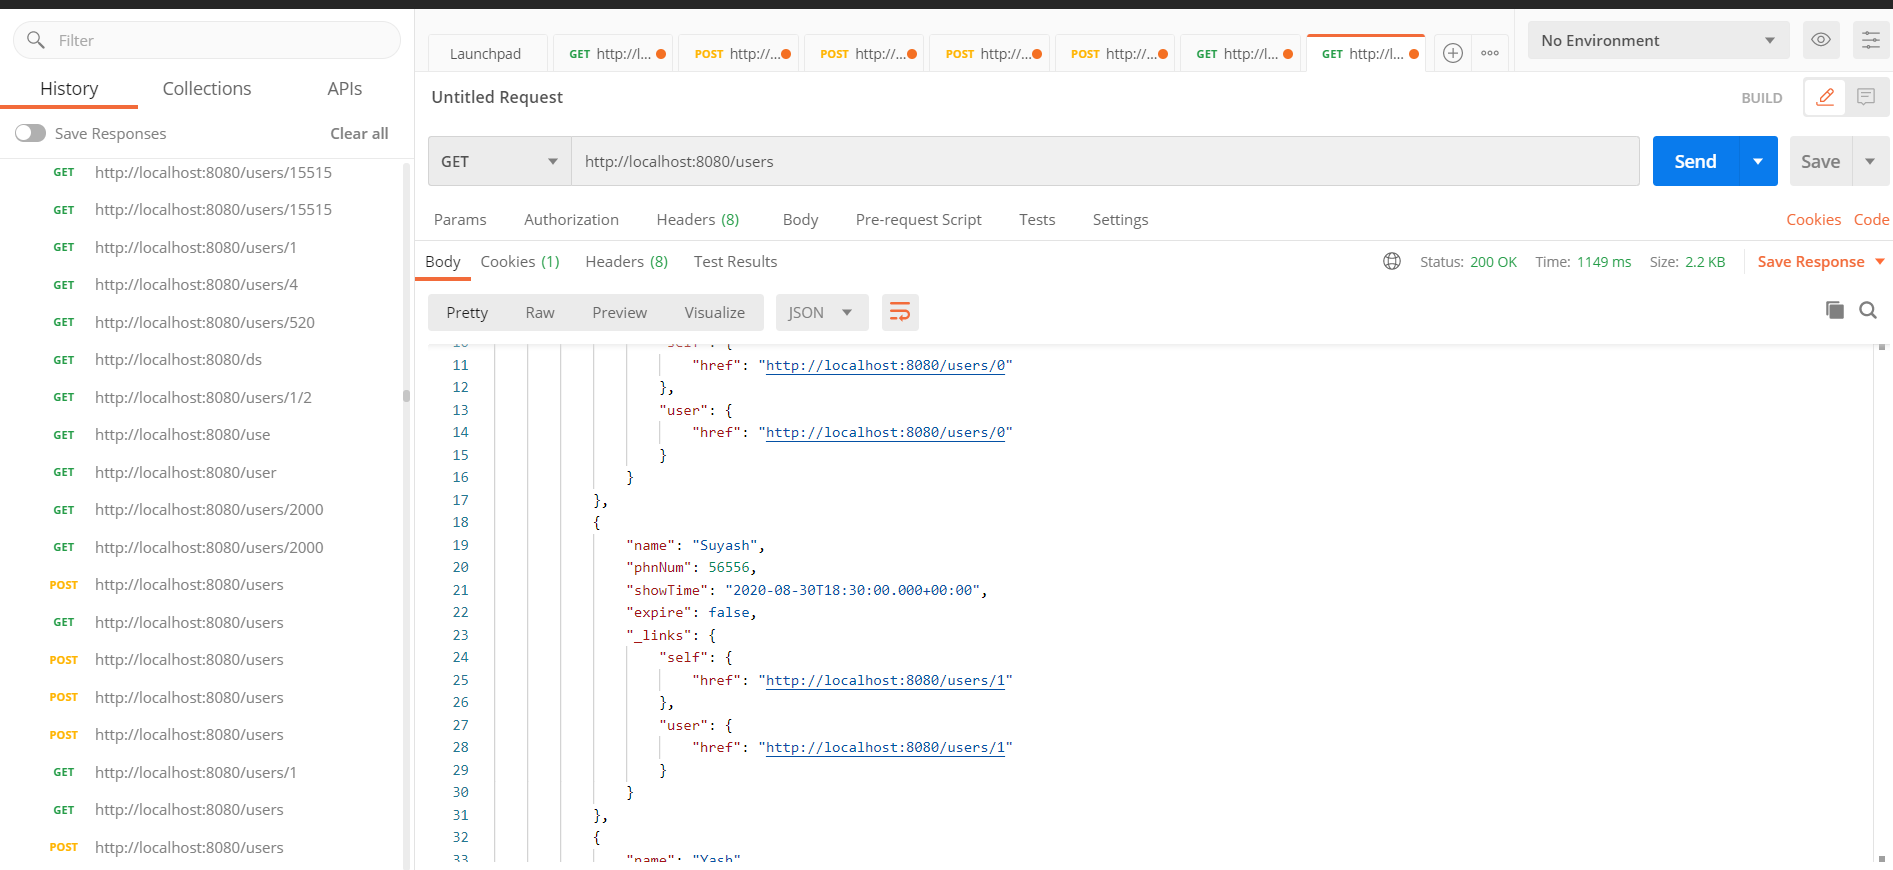 Filter
History Collections APIs
Save Responses Clear all
GET http://localhost:8080/users/15515
GET http://localhost:8080/users/15515
GET http://localhost:8080/users/1
GET http://localhost:8080/users/4
GET http://localhost:8080/users/520
GET http://localhost:8080/ds
GET http://localhost:8080/users/1/2
GET http://localhost:8080/use
GET http://localhost:8080/user
GET http://localhost:8080/users/2000
GET http://localhost:8080/users/2000
POST http://localhost:8080/users
GET http://localhost:8080/users
POST http://localhost:8080/users
POST http://localhost:8080/users
POST http://localhost:8080/users
GET http://localhost:8080/users/1
GET http://localhost:8080/users
POST http://localhost:8080/users
Launchpad GET http://l... POST http://... POST http://... POST http://... POST http://... GET http://l... GET http://l... No Environment
Untitled Request BUILD
GET http://localhost:8080/users Send Save
Params Authorization Headers (8) Body Pre-request Script Tests Settings Cookies Code
Body Cookies (1) Headers (8) Test Results Status: 200 OK Time: 1149 ms Size: 2.2 KB Save Response
Pretty Raw Preview Visualize JSON
10 "self": {
11 "href": "http://localhost:8080/users/0"
12 },
13 "user": {
14 "href": "http://localhost:8080/users/0"
15 }
16 }
17 },
18 {
19 "name": "Suyash",
20 "phnNum": 56556,
21 "showTime": "2020-08-30T18:30:00.000+00:00",
22 "expire": false,
23 "_links": {
24 "self": {
25 "href": "http://localhost:8080/users/1"
26 },
27 "user": {
28 "href": "http://localhost:8080/users/1"
29 }
30 }
31 },
32 {
33 "name": "Yash"